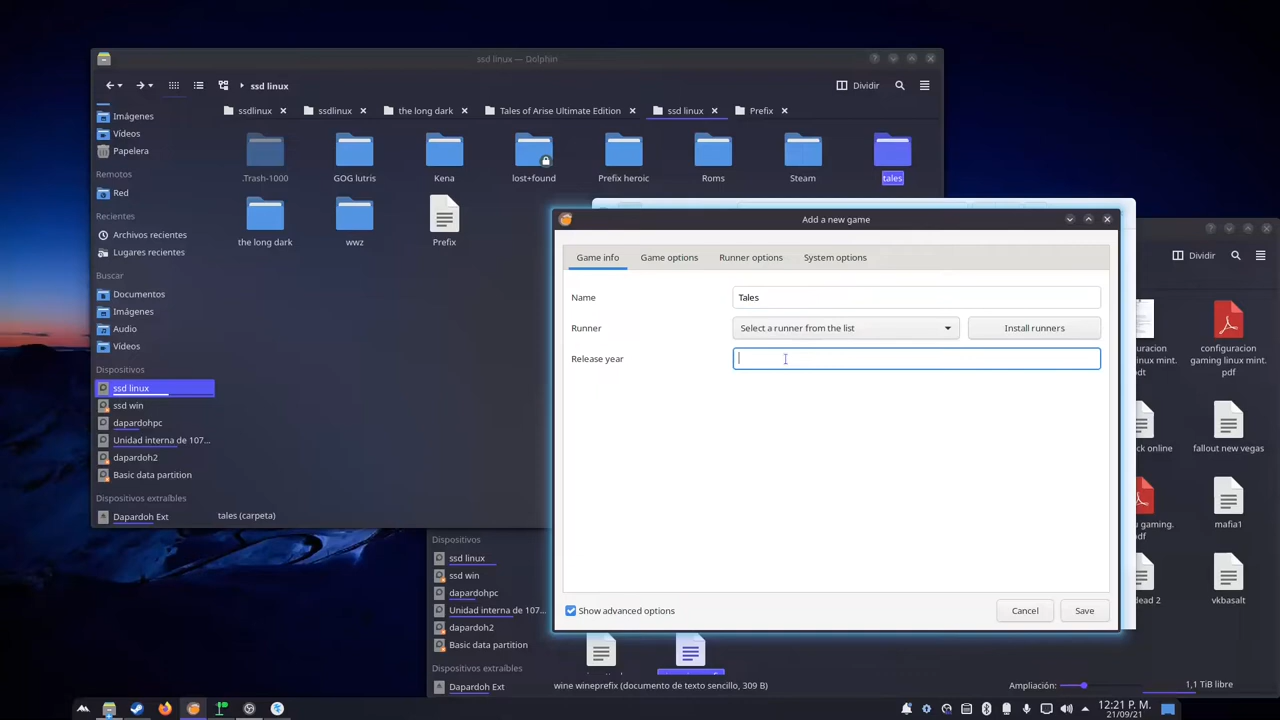 ssd linux — Dolphin
ssd linux
Dividir
Imágenes
Vídeos
Papelera
Remotos
Red
Recientes
Archivos recientes
Lugares recientes
Buscar
Documentos
Imágenes
Audio
Vídeos
Dispositivos
ssd linux
ssd win
dapardohpc
Unidad interna de 107...
dapardoh2
Basic data partition
Dispositivos extraíbles
Dapardoh Ext
ssdlinux
ssdlinux
the long dark
Tales of Arise Ultimate Edition
ssd linux
Prefix
.Trash-1000
GOG lutris
Kena
lost+found
Prefix heroic
Roms
Steam
tales
the long dark
wwz
Prefix
tales (carpeta)
Add a new game
Game info
Game options
Runner options
System options
Name
Tales
Runner
Select a runner from the list
Install runners
Release year
Show advanced options
Cancel
Save
Dividir
configuracion
linux mint.
pdf
fallout new vegas
ck online
mafia1
gaming.
pdf
dead 2
vkbasalt
Dispositivos
ssd linux
ssd win
dapardohpc
Unidad interna de 107...
dapardoh2
Basic data partition
Dispositivos extraíbles
Dapardoh Ext
wine wineprefix (documento de texto sencillo, 309 B)
Ampliación:
1,1 TiB libre
12:21 P. M.
21/09/21